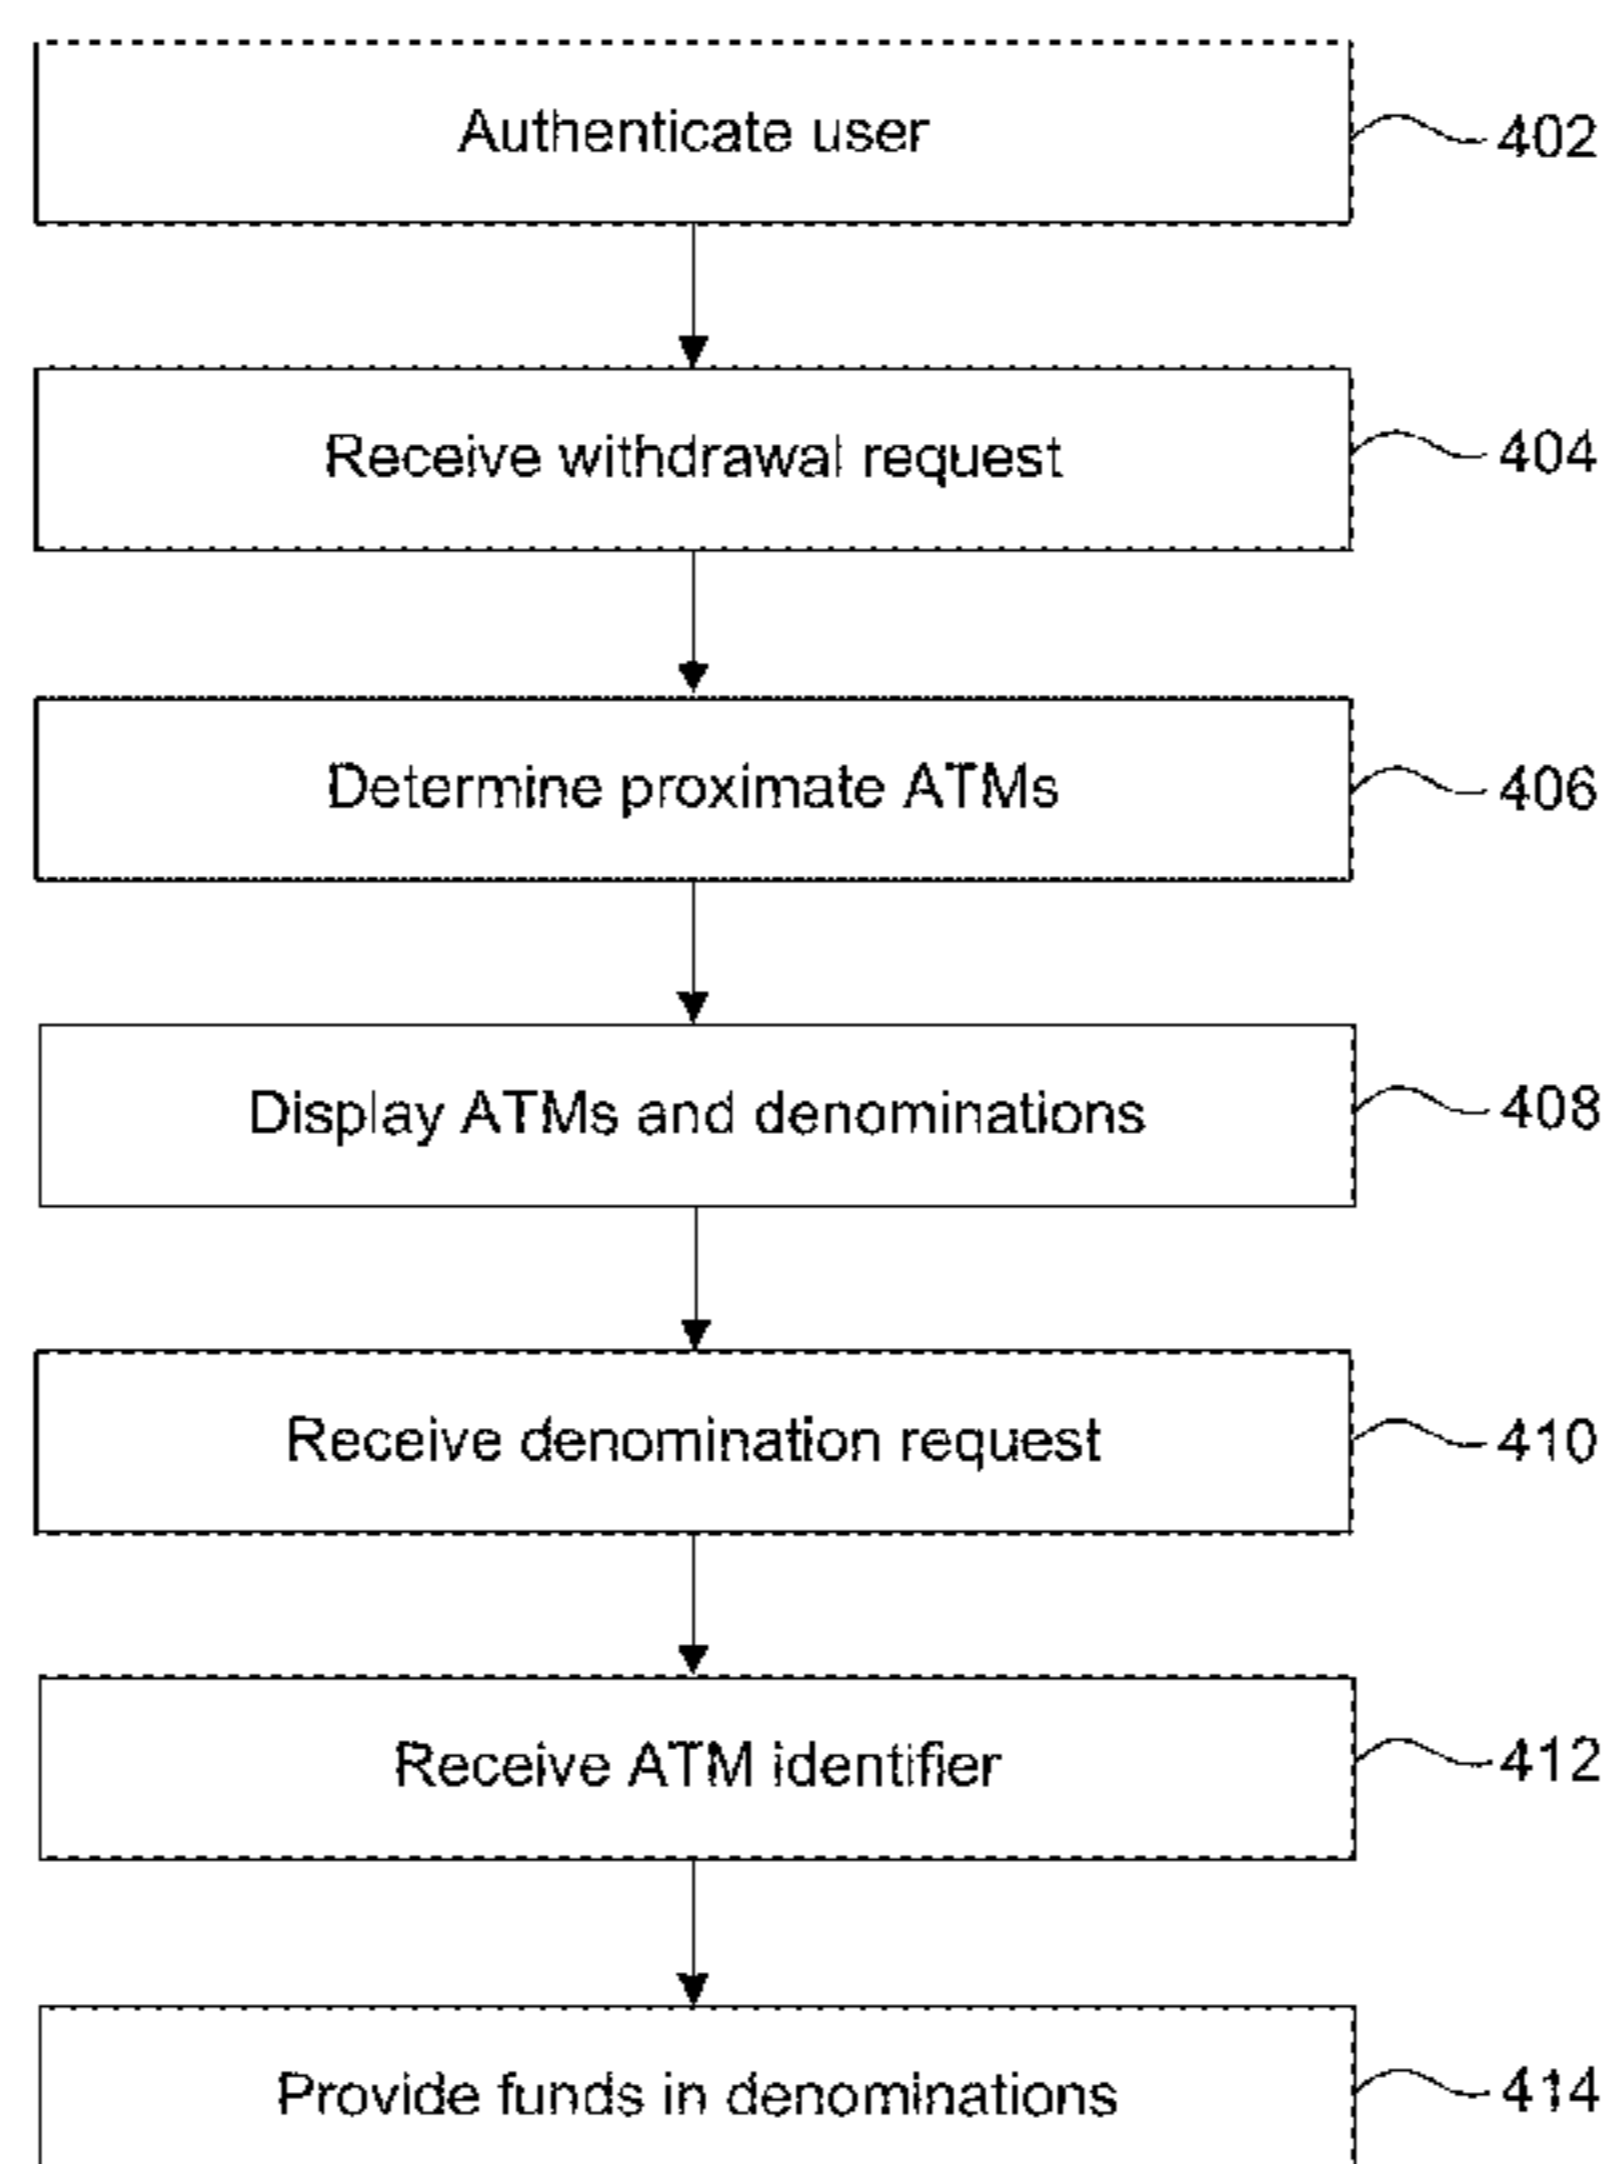 Authenticate user 402
Receive withdrawal request 404
Determine proximate ATMs 406
Display ATMs and denominations 408
Receive denomination request 410
Receive ATM identifier 412
Provide funds in denominations 414